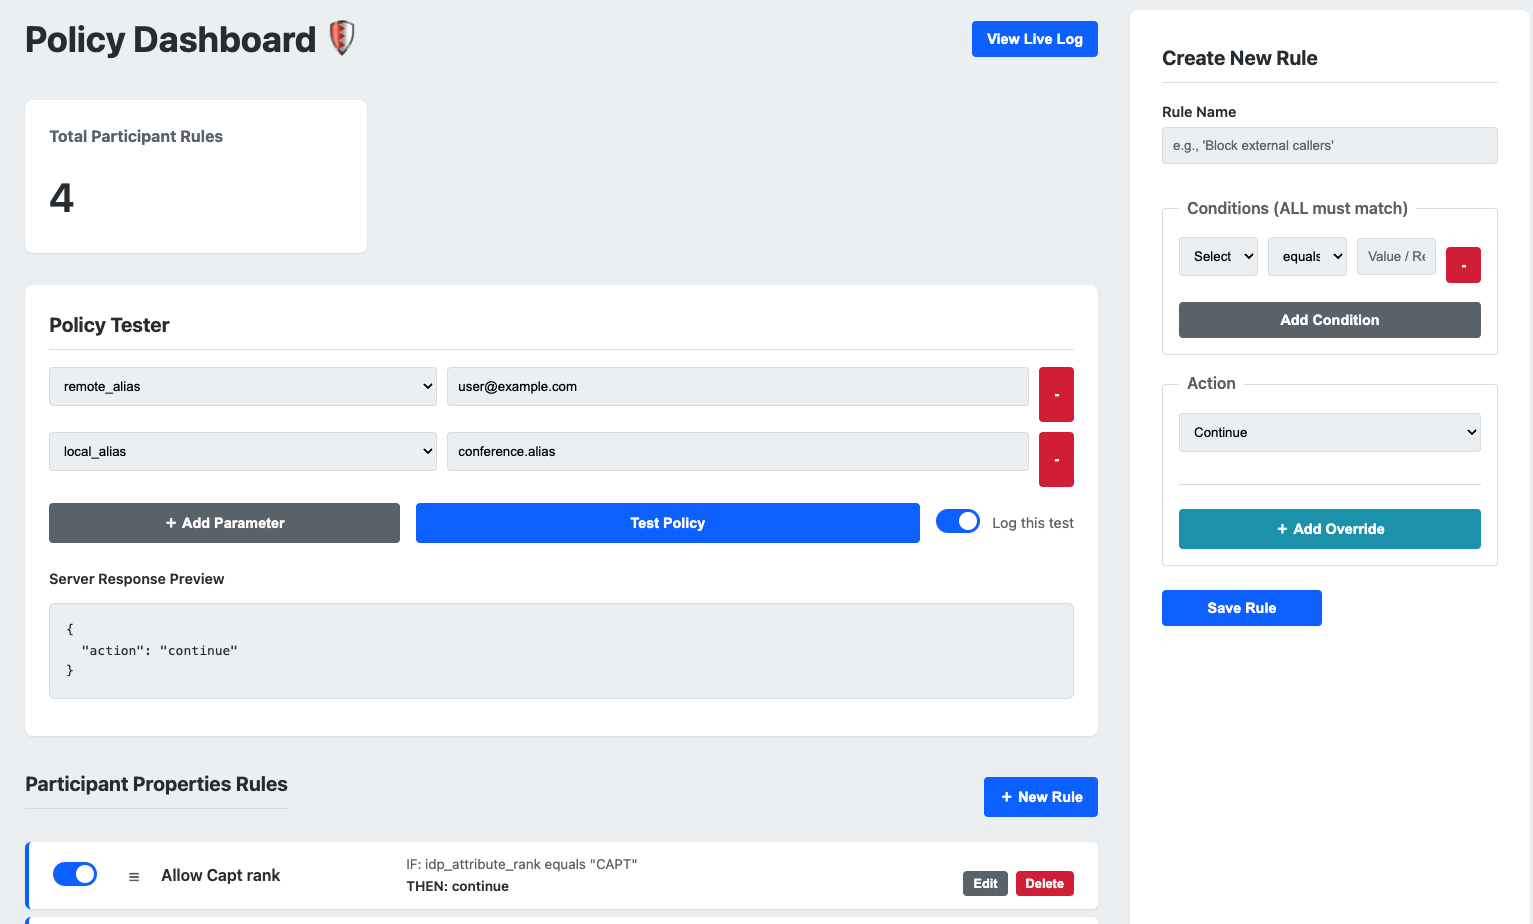 Policy Dashboard
View Live Log
Total Participant Rules
4
Policy Tester
remote_alias
user@example.com
-
local_alias
conference.alias
-
+ Add Parameter
Test Policy
Log this test
Server Response Preview
{
"action": "continue"
}
Participant Properties Rules
+ New Rule
Allow Capt rank
IF: idp_attribute_rank equals "CAPT"
THEN: continue
Edit
Delete
Create New Rule
Rule Name
e.g., 'Block external callers'
Conditions (ALL must match)
Select
equals
Value / Re
-
Add Condition
Action
Continue
+ Add Override
Save Rule